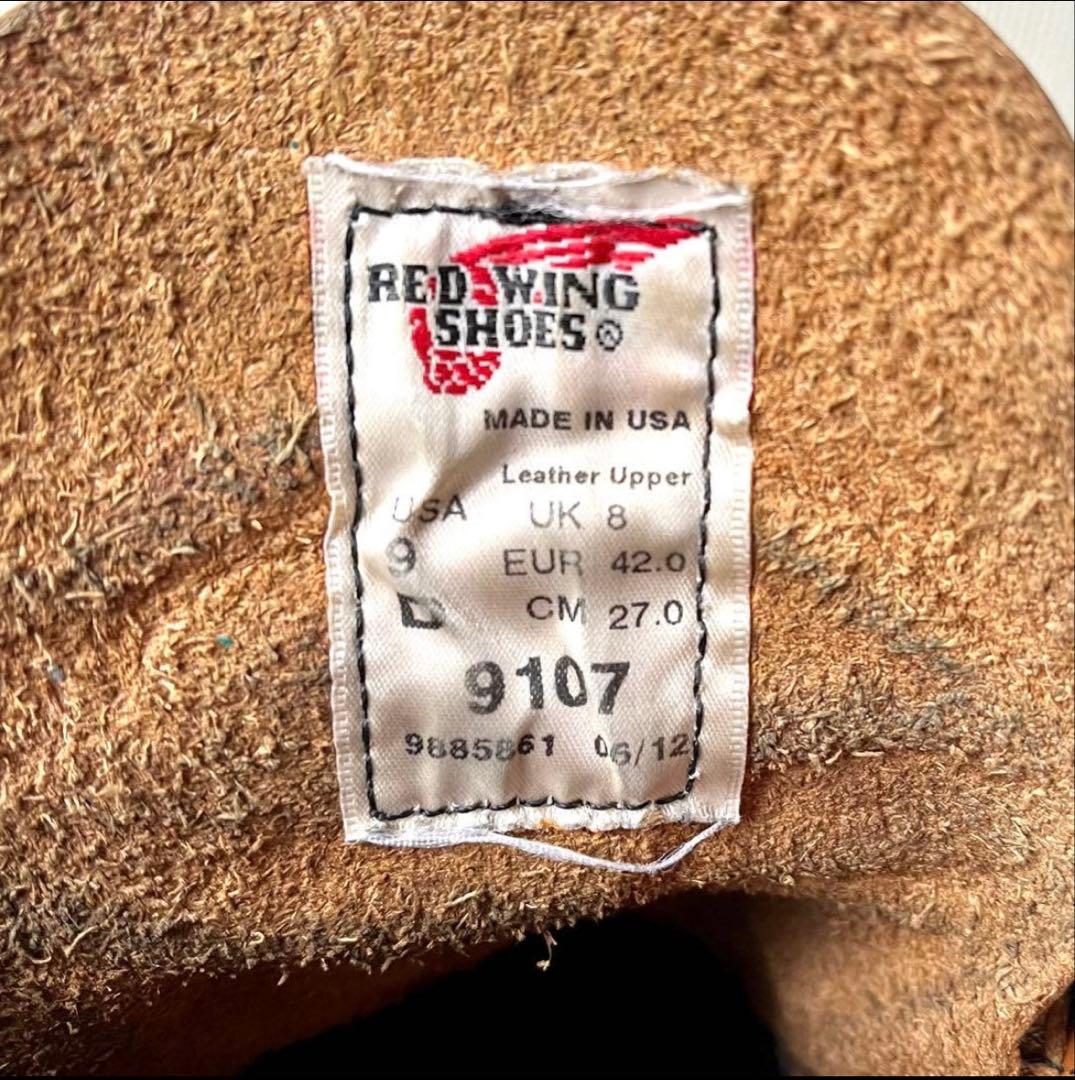 RED WING
SHOES®
MADE IN USA
Leather Upper
USA UK 8
9 EUR 42.0
CM 27.0
9107
9885861 06/12